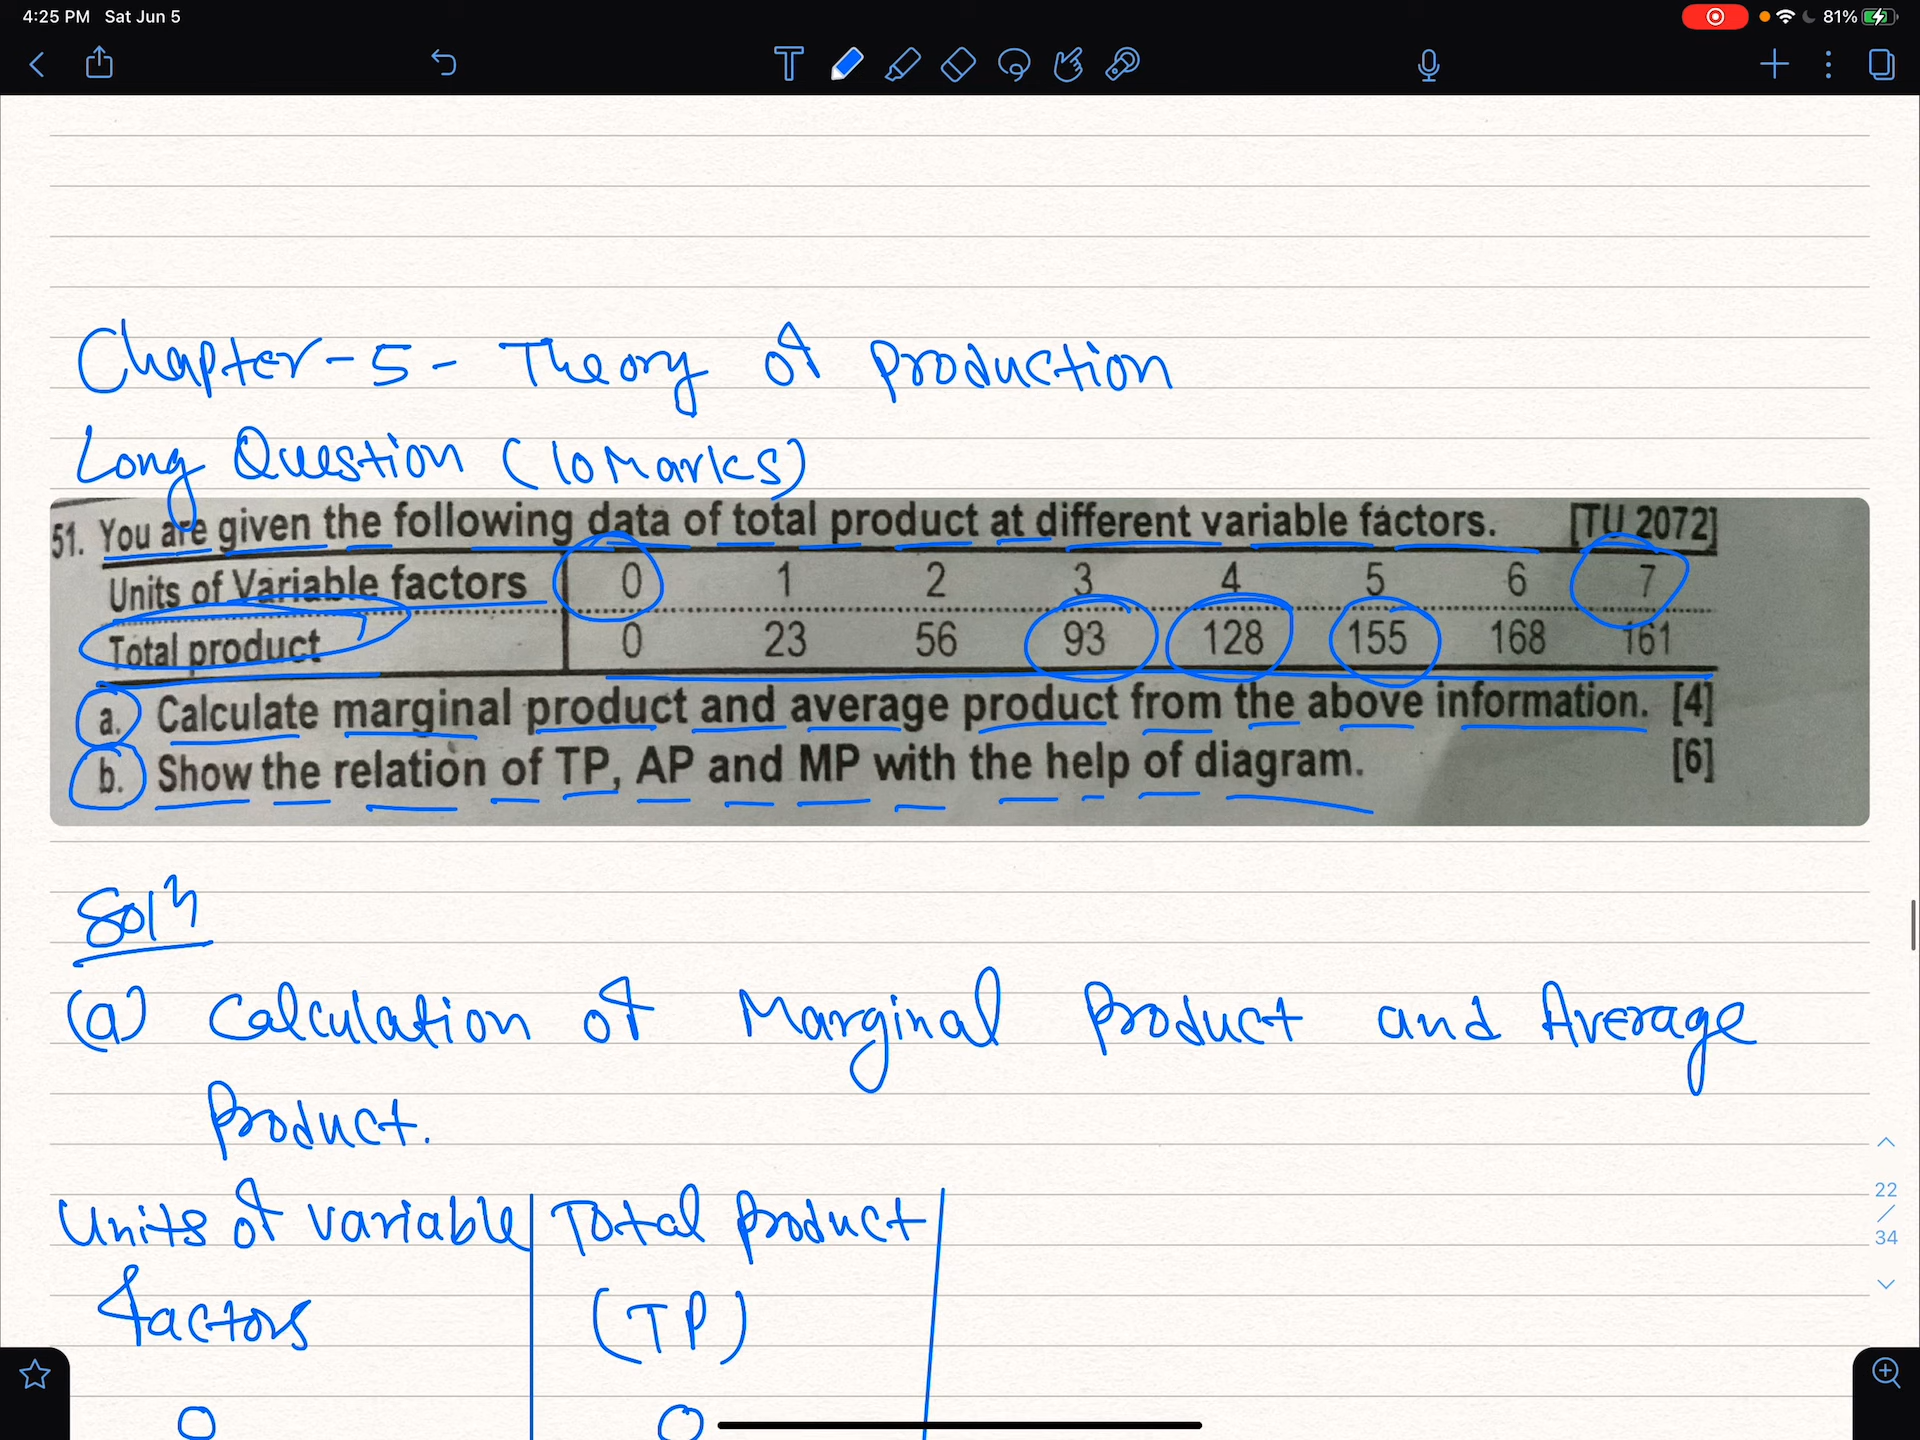 4:25 PM Sat Jun 5
81%
Chapter-5- Theory of production
Long Question (10 Marks)
51. You are given the following data of total product at different variable factors. [TU 2072]
Units of Variable factors 0 1 2 3 4 5 6 7
Total product 0 23 56 93 128 155 168 161
a. Calculate marginal product and average product from the above information. [4]
b. Show the relation of TP, AP and MP with the help of diagram. [6]
Soln
(a) Calculation of Marginal Product and Average
Product.
Units of variable Total Product
factors (TP)
0 0
22
/
34